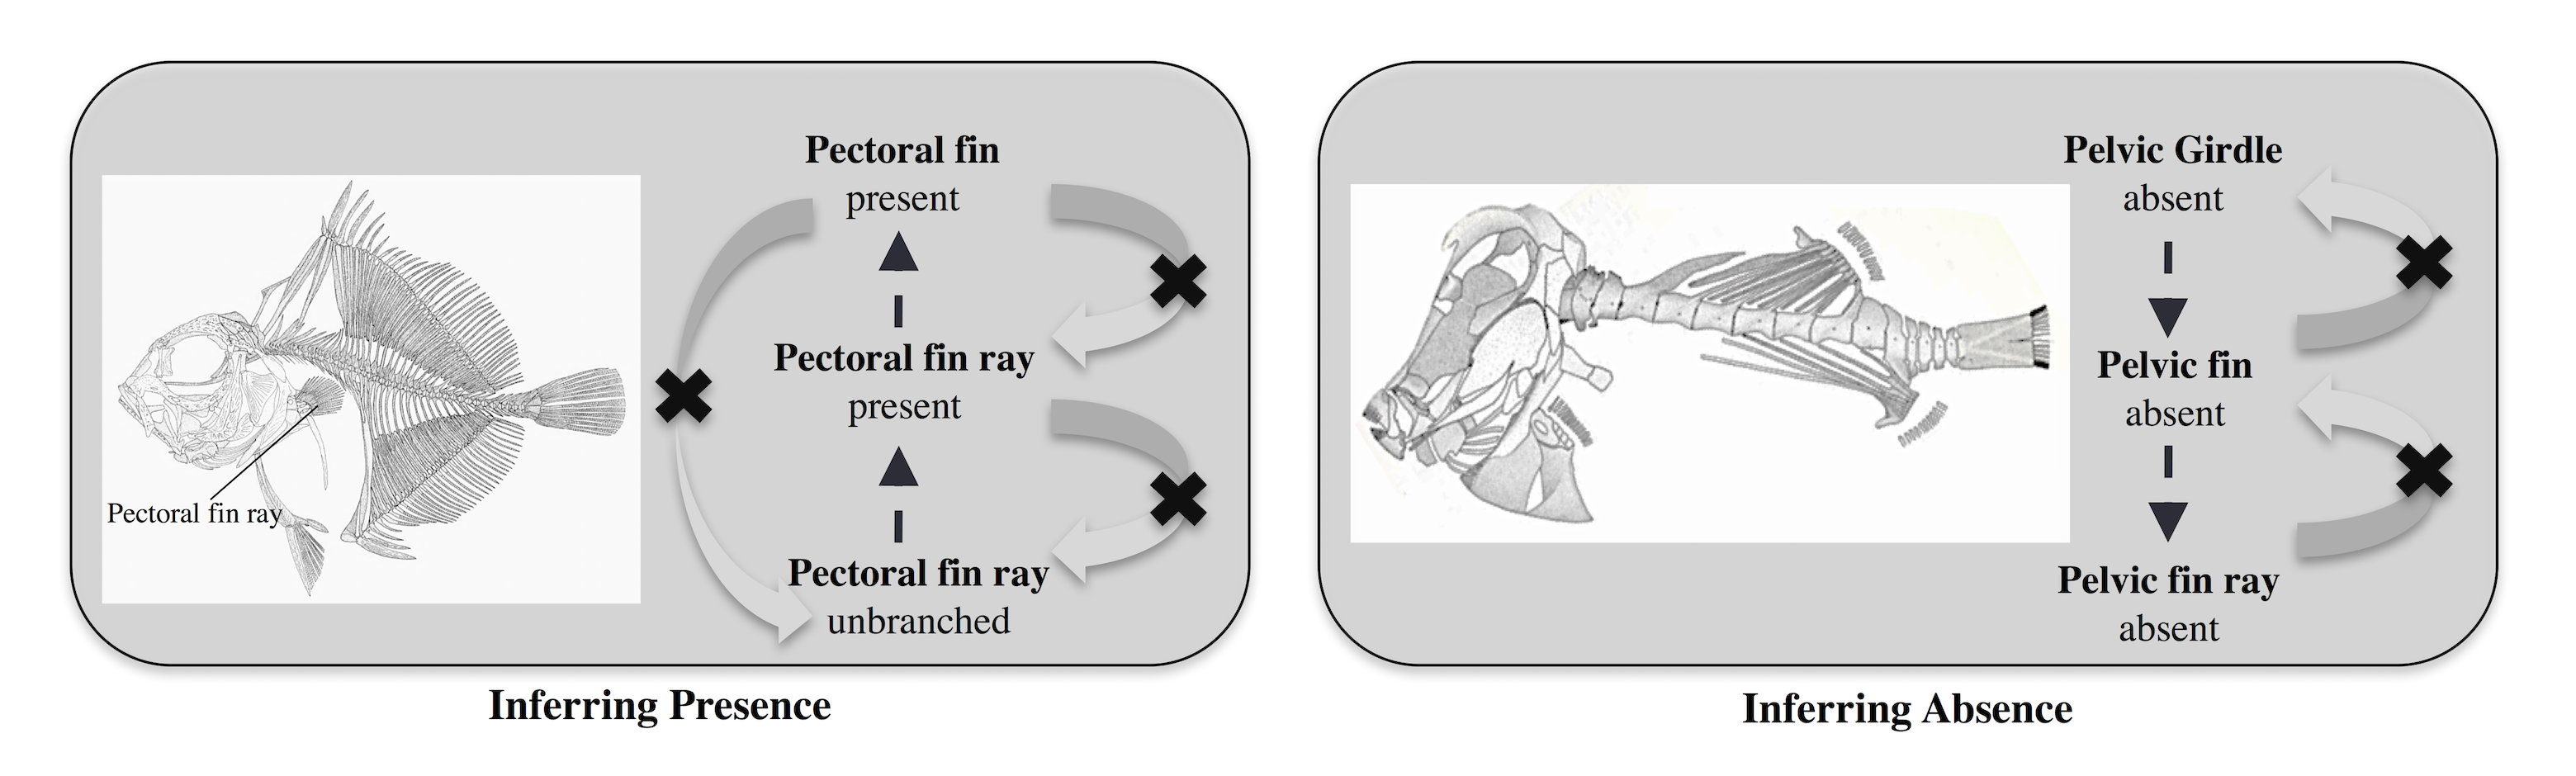 Pectoral fin
present
Pectoral fin ray
present
Pectoral fin ray
unbranched
Pectoral fin ray
Inferring Presence
Pelvic Girdle
absent
Pelvic fin
absent
Pelvic fin ray
absent
Inferring Absence